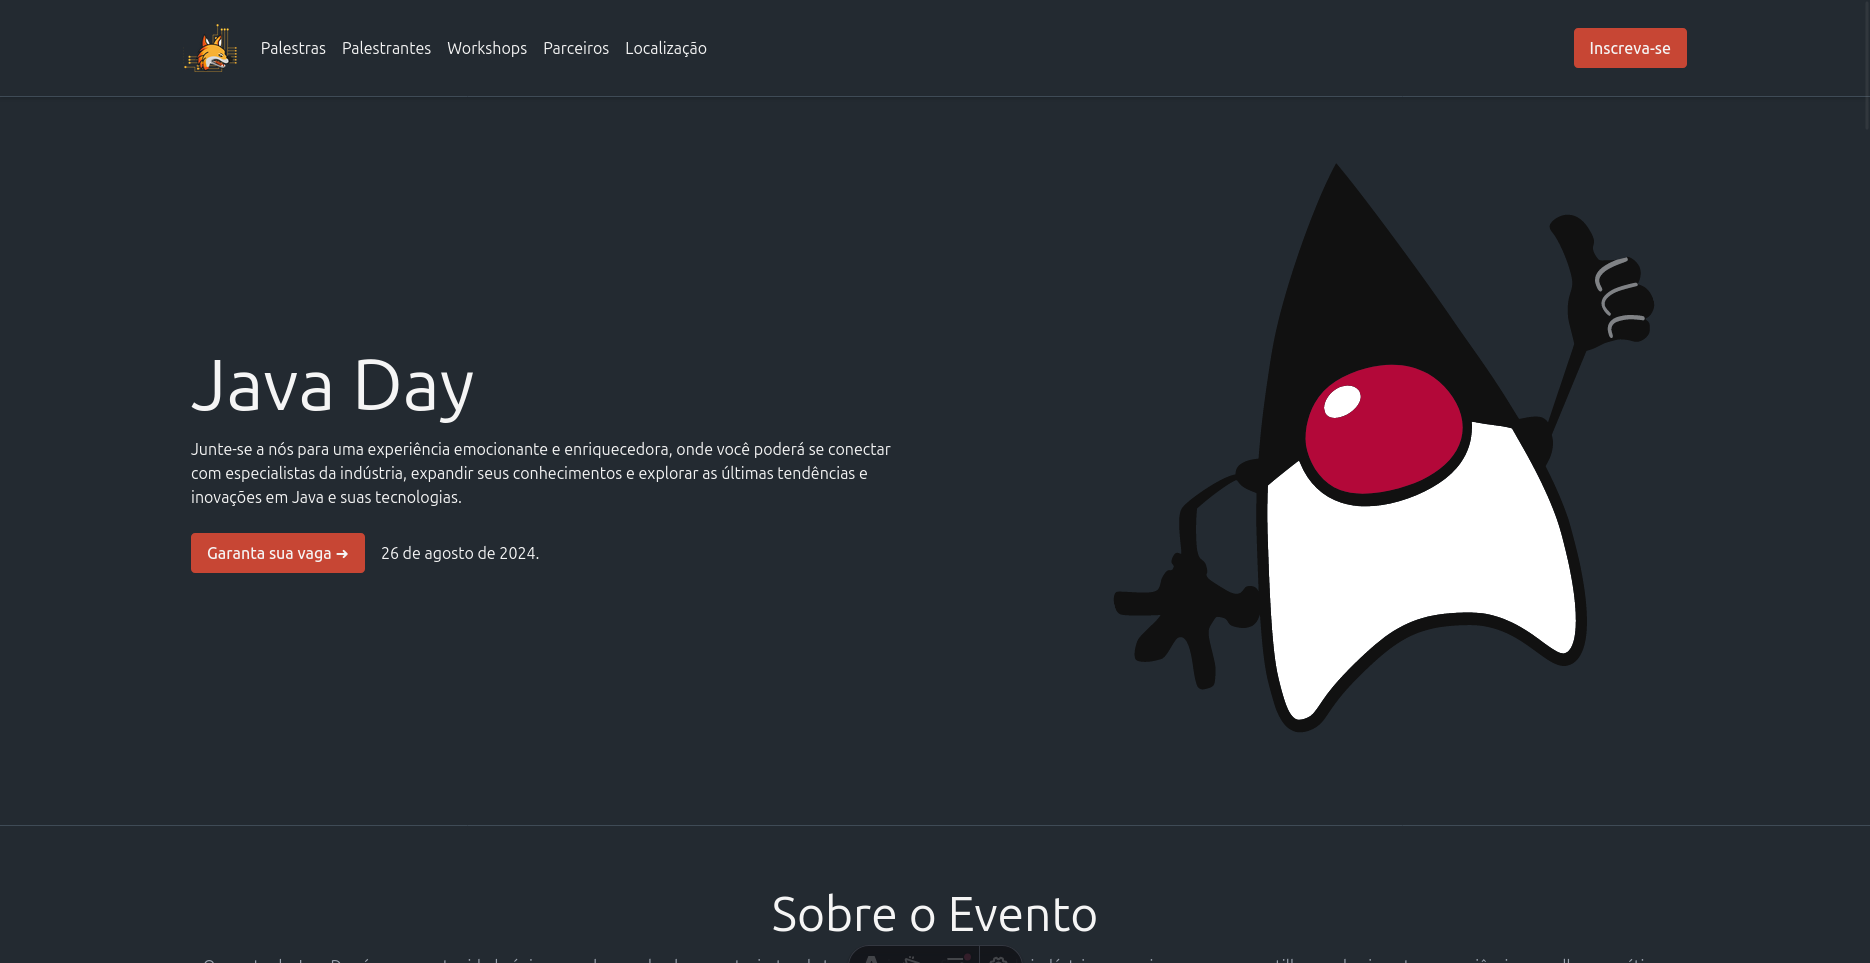 Palestras Palestrantes Workshops Parceiros Localização
Inscreva-se
Java Day
Junte-se a nós para uma experiência emocionante e enriquecedora, onde você poderá se conectar
com especialistas da indústria, expandir seus conhecimentos e explorar as últimas tendências e
inovações em Java e suas tecnologias.
Garanta sua vaga ➜
26 de agosto de 2024.
Sobre o Evento